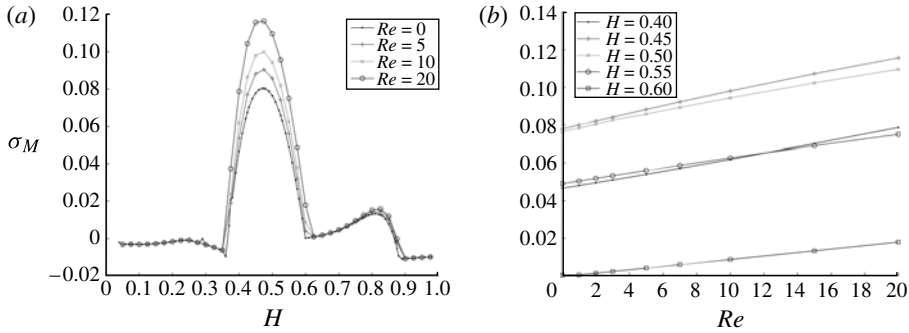 (a)
0.12
0.10
0.08
0.06
0.04
0.02
0
−0.02
σM
0 0.1 0.2 0.3 0.4 0.5 0.6 0.7 0.8 0.9 1.0
H
Re = 0
Re = 5
Re = 10
Re = 20
(b)
0.14
0.12
0.10
0.08
0.06
0.04
0.02
0 2 4 6 8 10 12 14 16 18 20
Re
H = 0.40
H = 0.45
H = 0.50
H = 0.55
H = 0.60